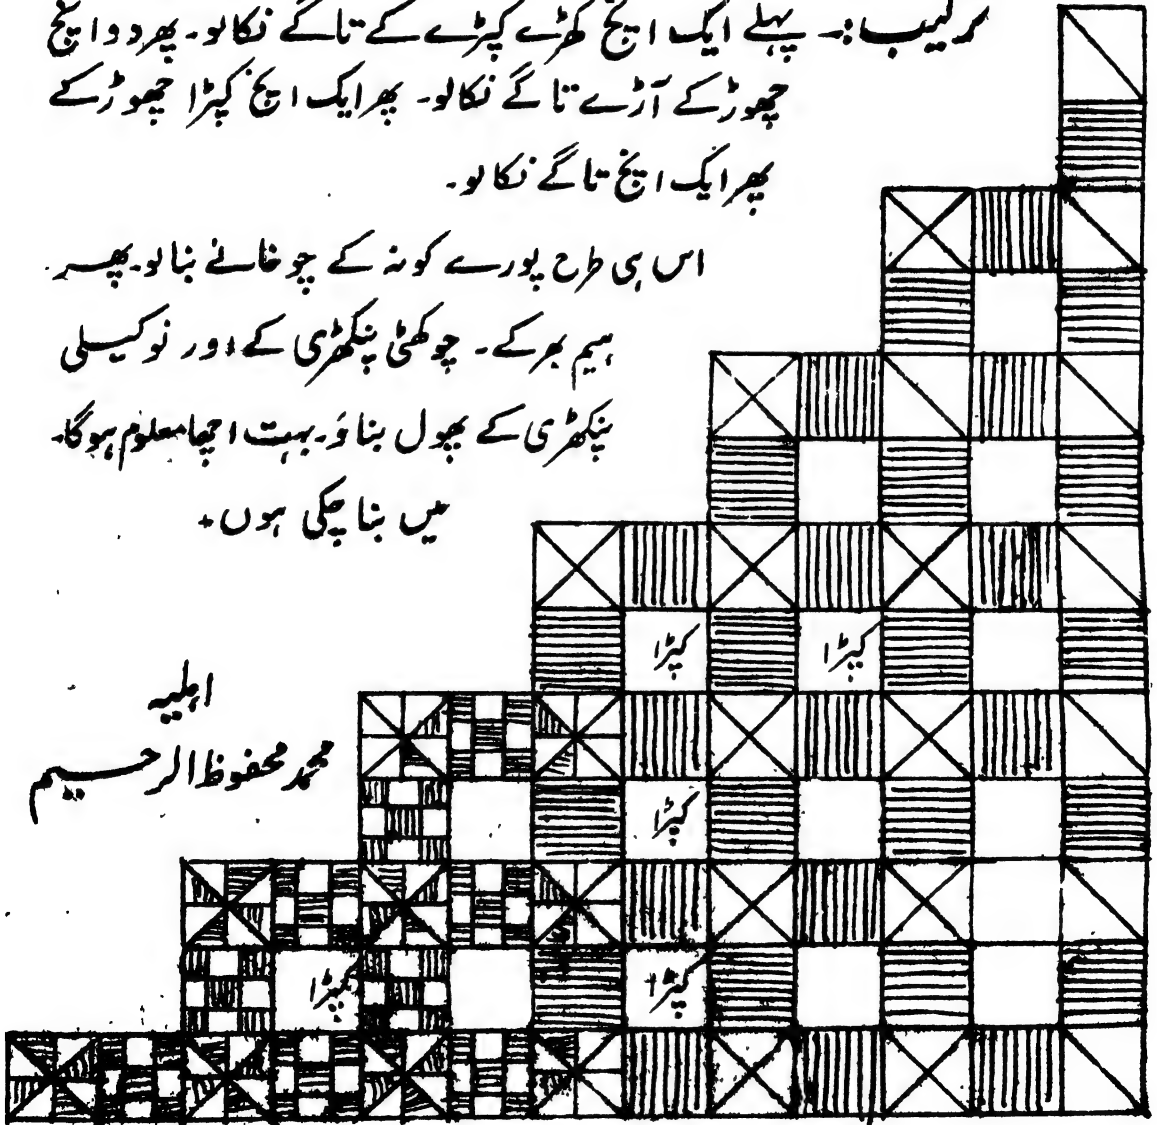 ترکیب:۔ پہلے ایک انچ کھڑے کپڑے کے تاگے نکالو۔ پھر دو انچ
چھوڑ کے آڑے تاگے نکالو۔ پھر ایک انچ کپڑا چھوڑ کے
پھر ایک انچ تاگے نکالو۔
اس ہی طرح پورے کونہ کے چوخانے بنالو۔ پھر
ہیم بھر کے۔ چوکھٹی پنکھڑی کے اور نوکیلی
پنکھڑی کے پھول بناؤ۔ بہت اچھا معلوم ہوگا۔
میں بنا چکی ہوں۔
کپڑا
کپڑا
اہلیہ
محمد محفوظ الرحیم
کپڑا
کپڑا
کپڑا